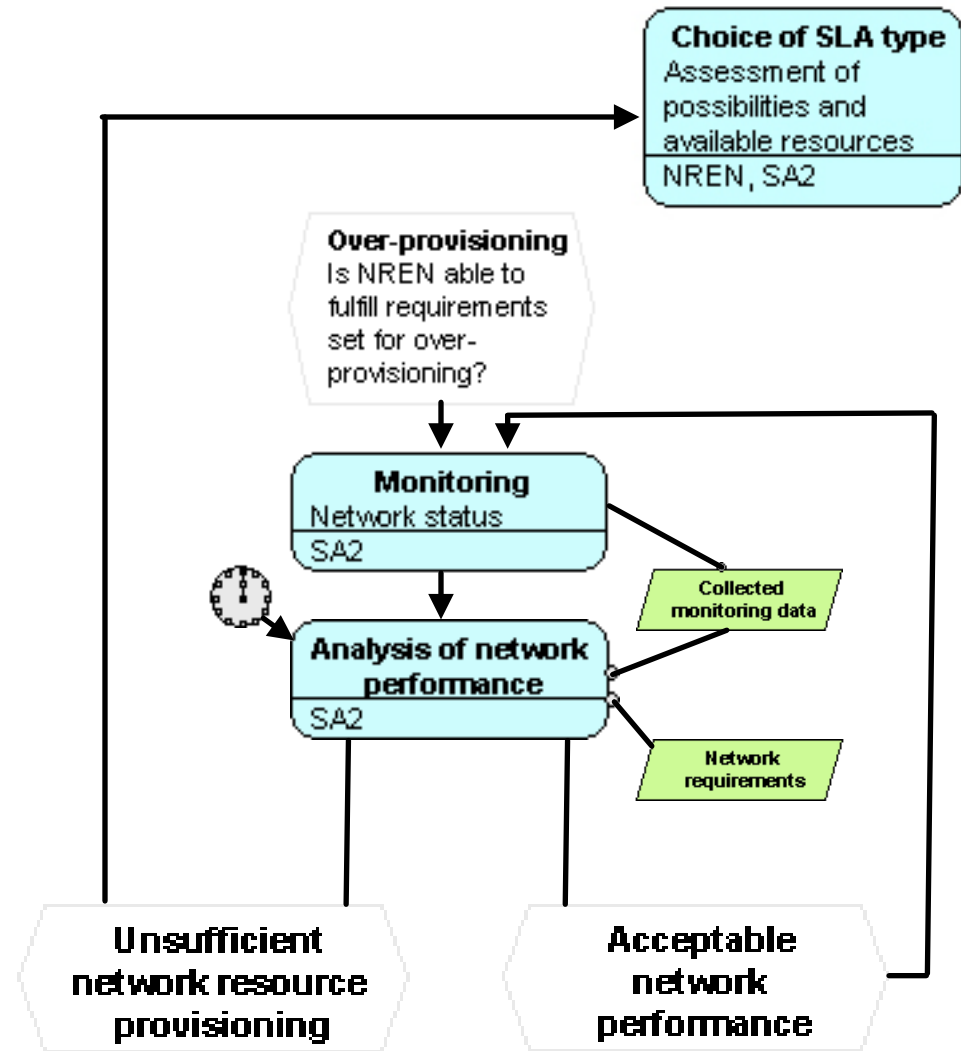 Choice of SLA type
Assessment of
possibilities and
available resources
NREN, SA2
Over-provisioning
Is NREN able to
fulfill requirements
set for over-
provisioning?
Monitoring
Network status
SA2
Collected
monitoring data
Analysis of network
performance
SA2
Network
requirements
Unsufficient
network resource
provisioning
Acceptable
network
performance